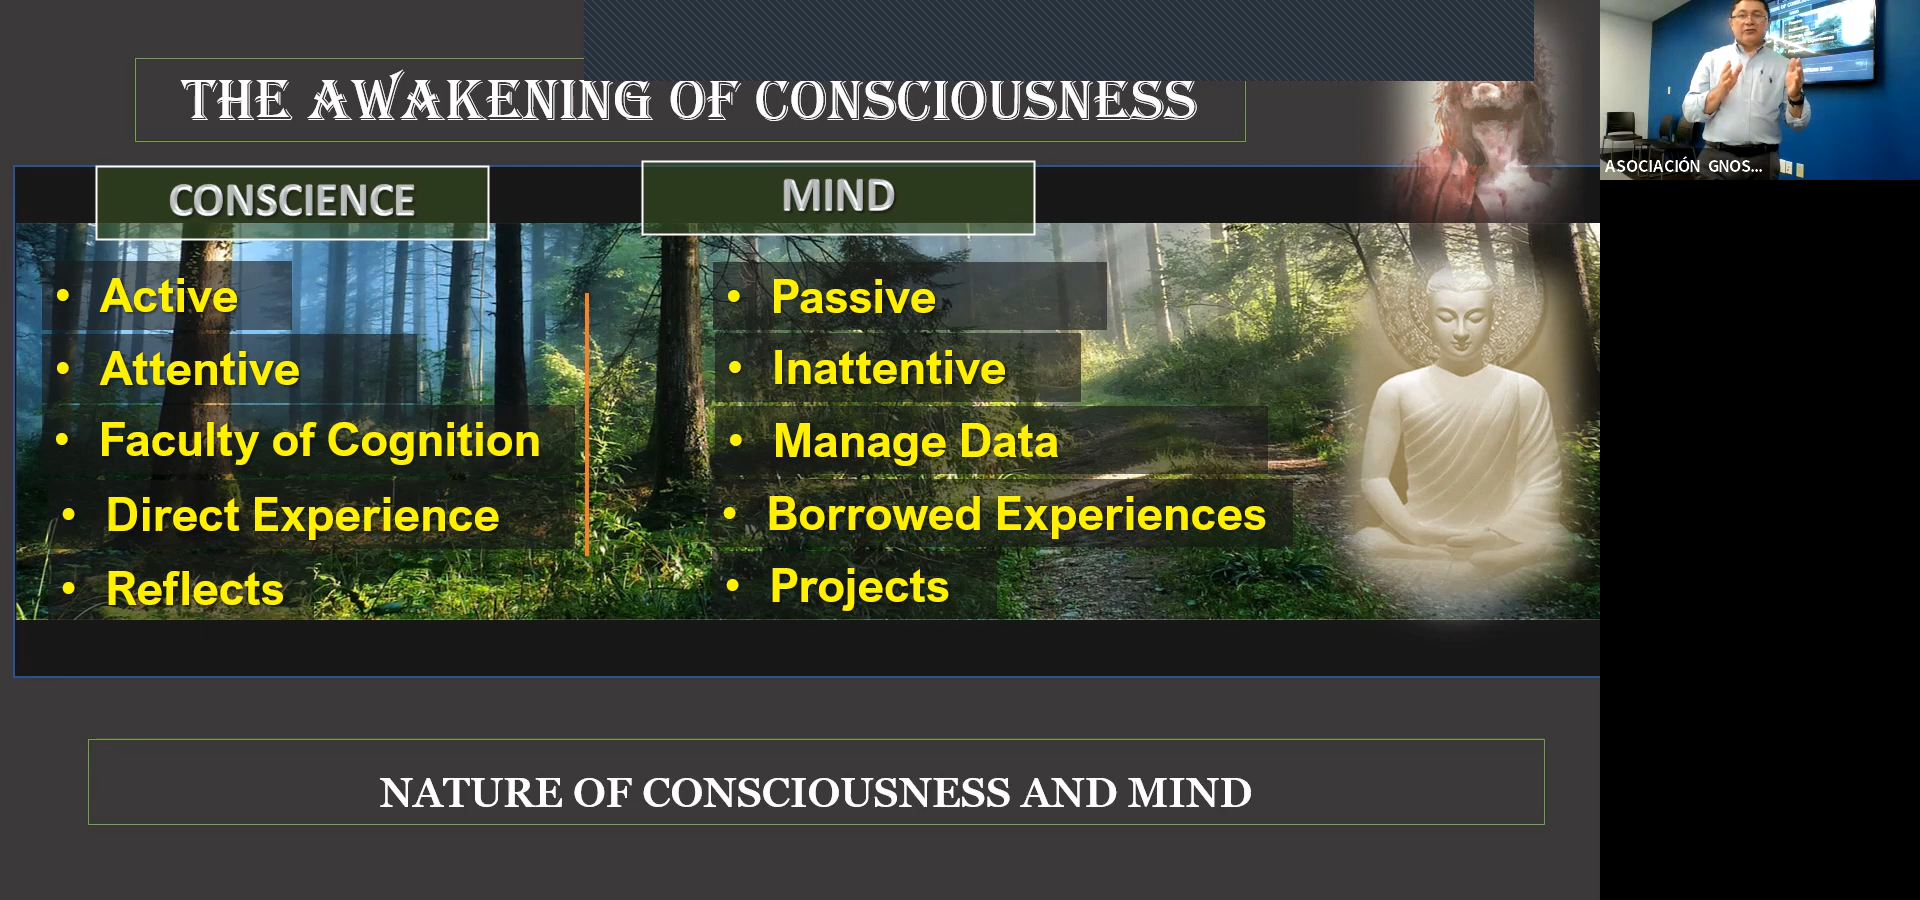 THE AWAKENING OF CONSCIOUSNESS
CONSCIENCE
• Active
• Attentive
• Faculty of Cognition
• Direct Experience
• Reflects
MIND
• Passive
• Inattentive
• Manage Data
• Borrowed Experiences
• Projects
NATURE OF CONSCIOUSNESS AND MIND
ASOCIACIÓN GNOS...